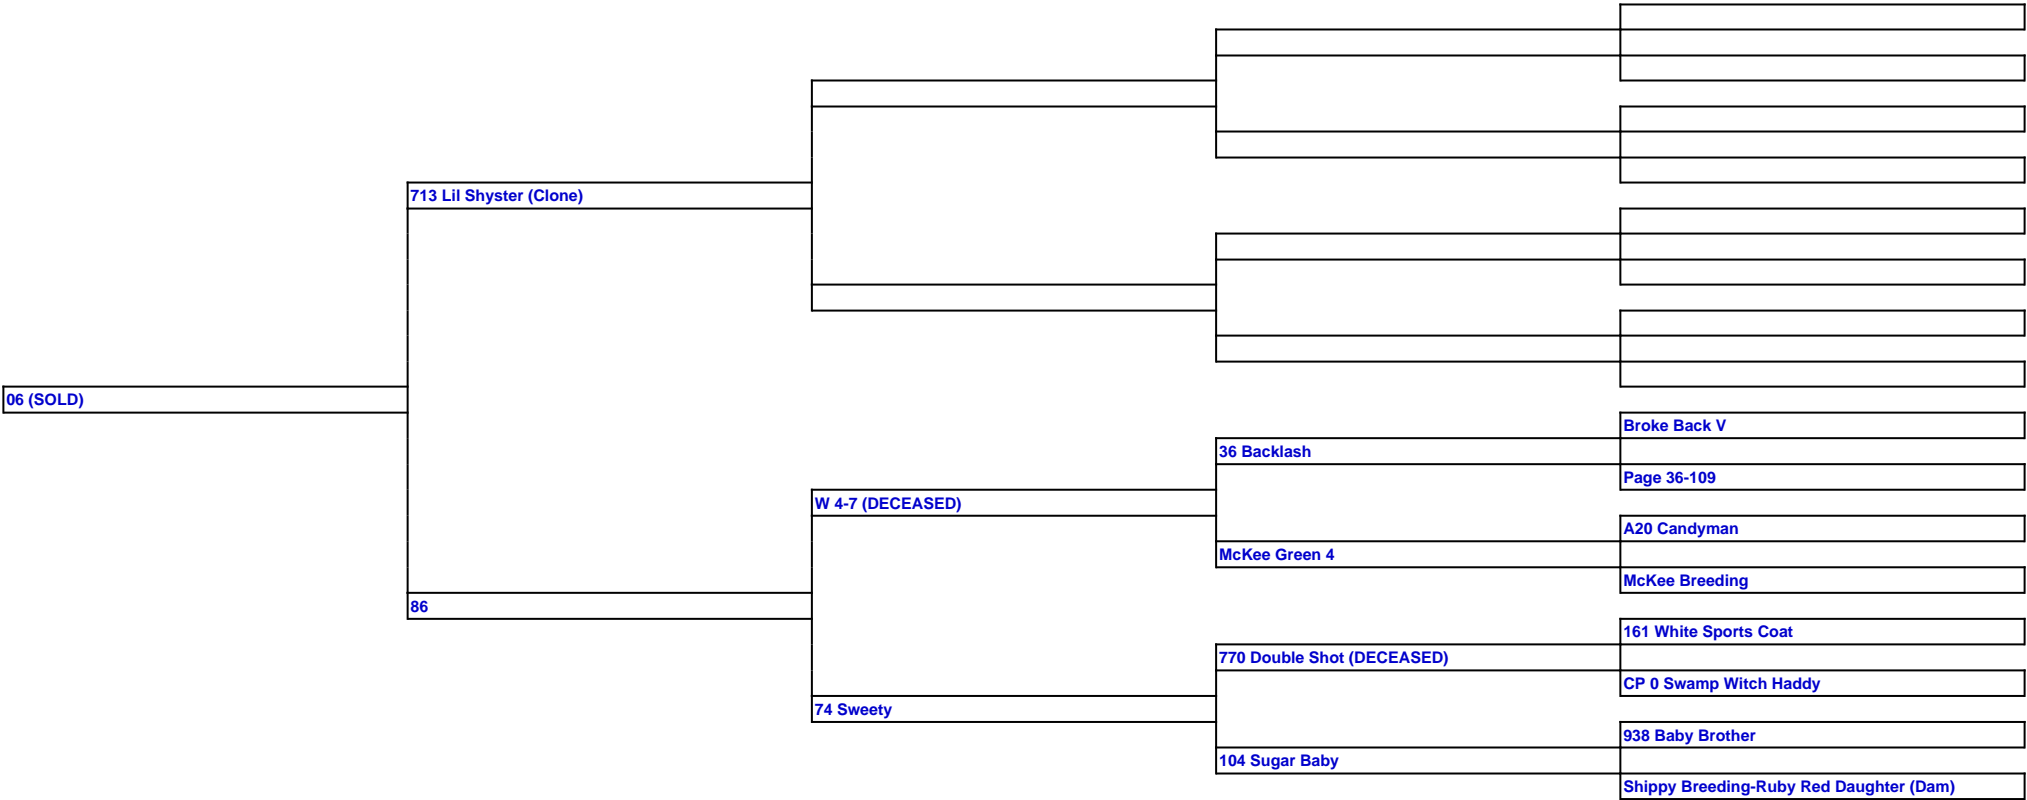 713 Lil Shyster (Clone)
06 (SOLD)
Broke Back V
36 Backlash
Page 36-109
W 4-7 (DECEASED)
A20 Candyman
McKee Green 4
McKee Breeding
86
161 White Sports Coat
770 Double Shot (DECEASED)
CP 0 Swamp Witch Haddy
74 Sweety
938 Baby Brother
104 Sugar Baby
Shippy Breeding-Ruby Red Daughter (Dam)